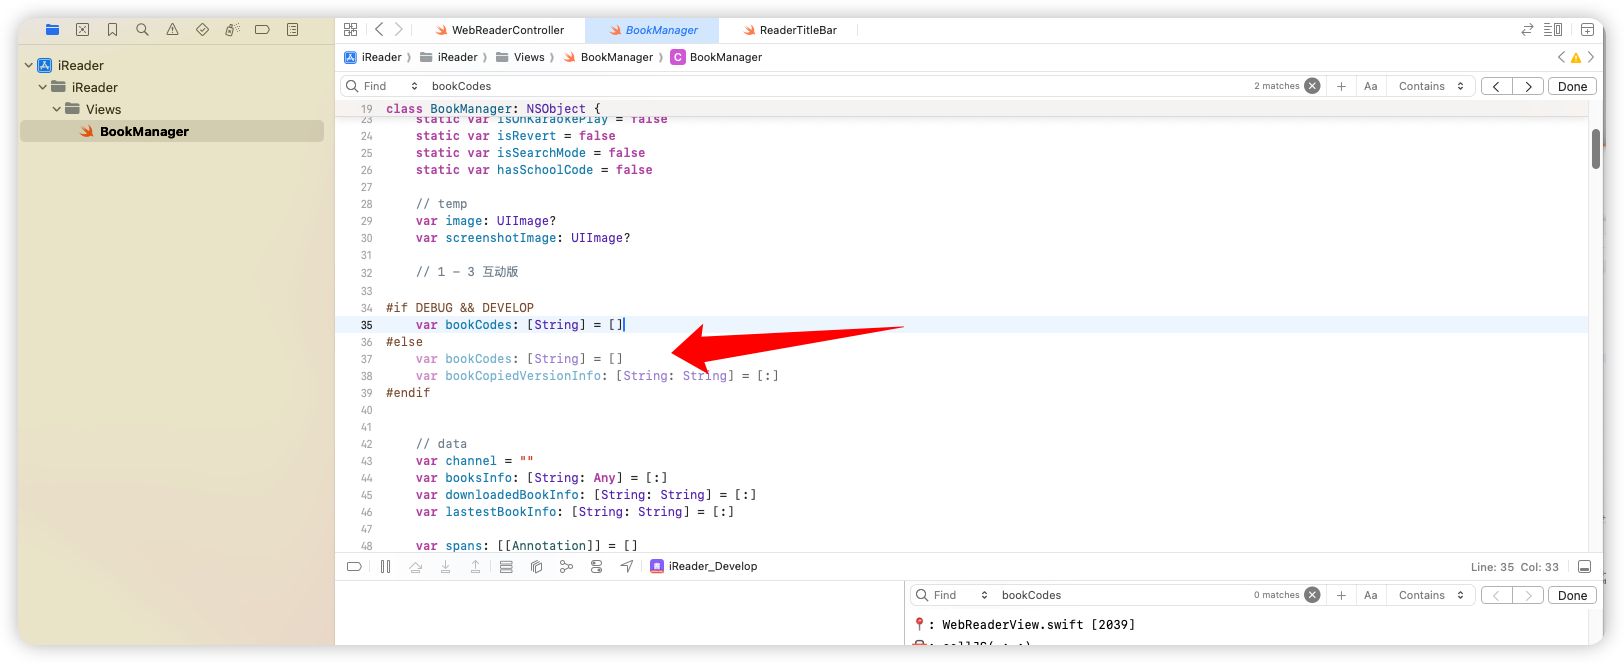 WebReaderController
BookManager
ReaderTitleBar
iReader
iReader
Views
BookManager
iReader
iReader
Views
BookManager
BookManager
Find
bookCodes
2 matches
Aa
Contains
Done
19 class BookManager: NSObject {
23 static var isOnKaraokePlay = false
24 static var isRevert = false
25 static var isSearchMode = false
26 static var hasSchoolCode = false
27
28 // temp
29 var image: UIImage?
30 var screenshotImage: UIImage?
31
32 // 1 - 3 互动版
33
34 #if DEBUG && DEVELOP
35 var bookCodes: [String] = []
36 #else
37 var bookCodes: [String] = []
38 var bookCopiedVersionInfo: [String: String] = [:]
39 #endif
40
41
42 // data
43 var channel = ""
44 var booksInfo: [String: Any] = [:]
45 var downloadedBookInfo: [String: String] = [:]
46 var lastestBookInfo: [String: String] = [:]
47
48 var spans: [[Annotation]] = []
iReader_Develop
Line: 35 Col: 33
Find
bookCodes
0 matches
Aa
Contains
Done
: WebReaderView.swift [2039]